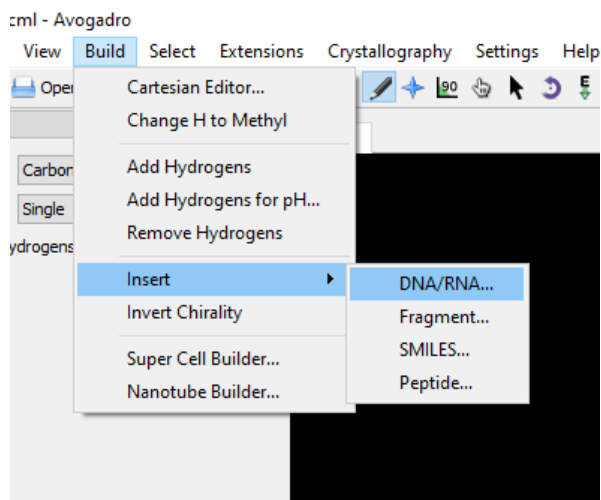 cml - Avogadro
View Build Select Extensions Crystallography Settings Help
Ope
Cartesian Editor...
Change H to Methyl
Carbon
Add Hydrogens
Single
Add Hydrogens for pH...
ydrogens
Remove Hydrogens
Insert
DNA/RNA...
Invert Chirality
Fragment...
SMILES...
Super Cell Builder...
Peptide...
Nanotube Builder...
90
E